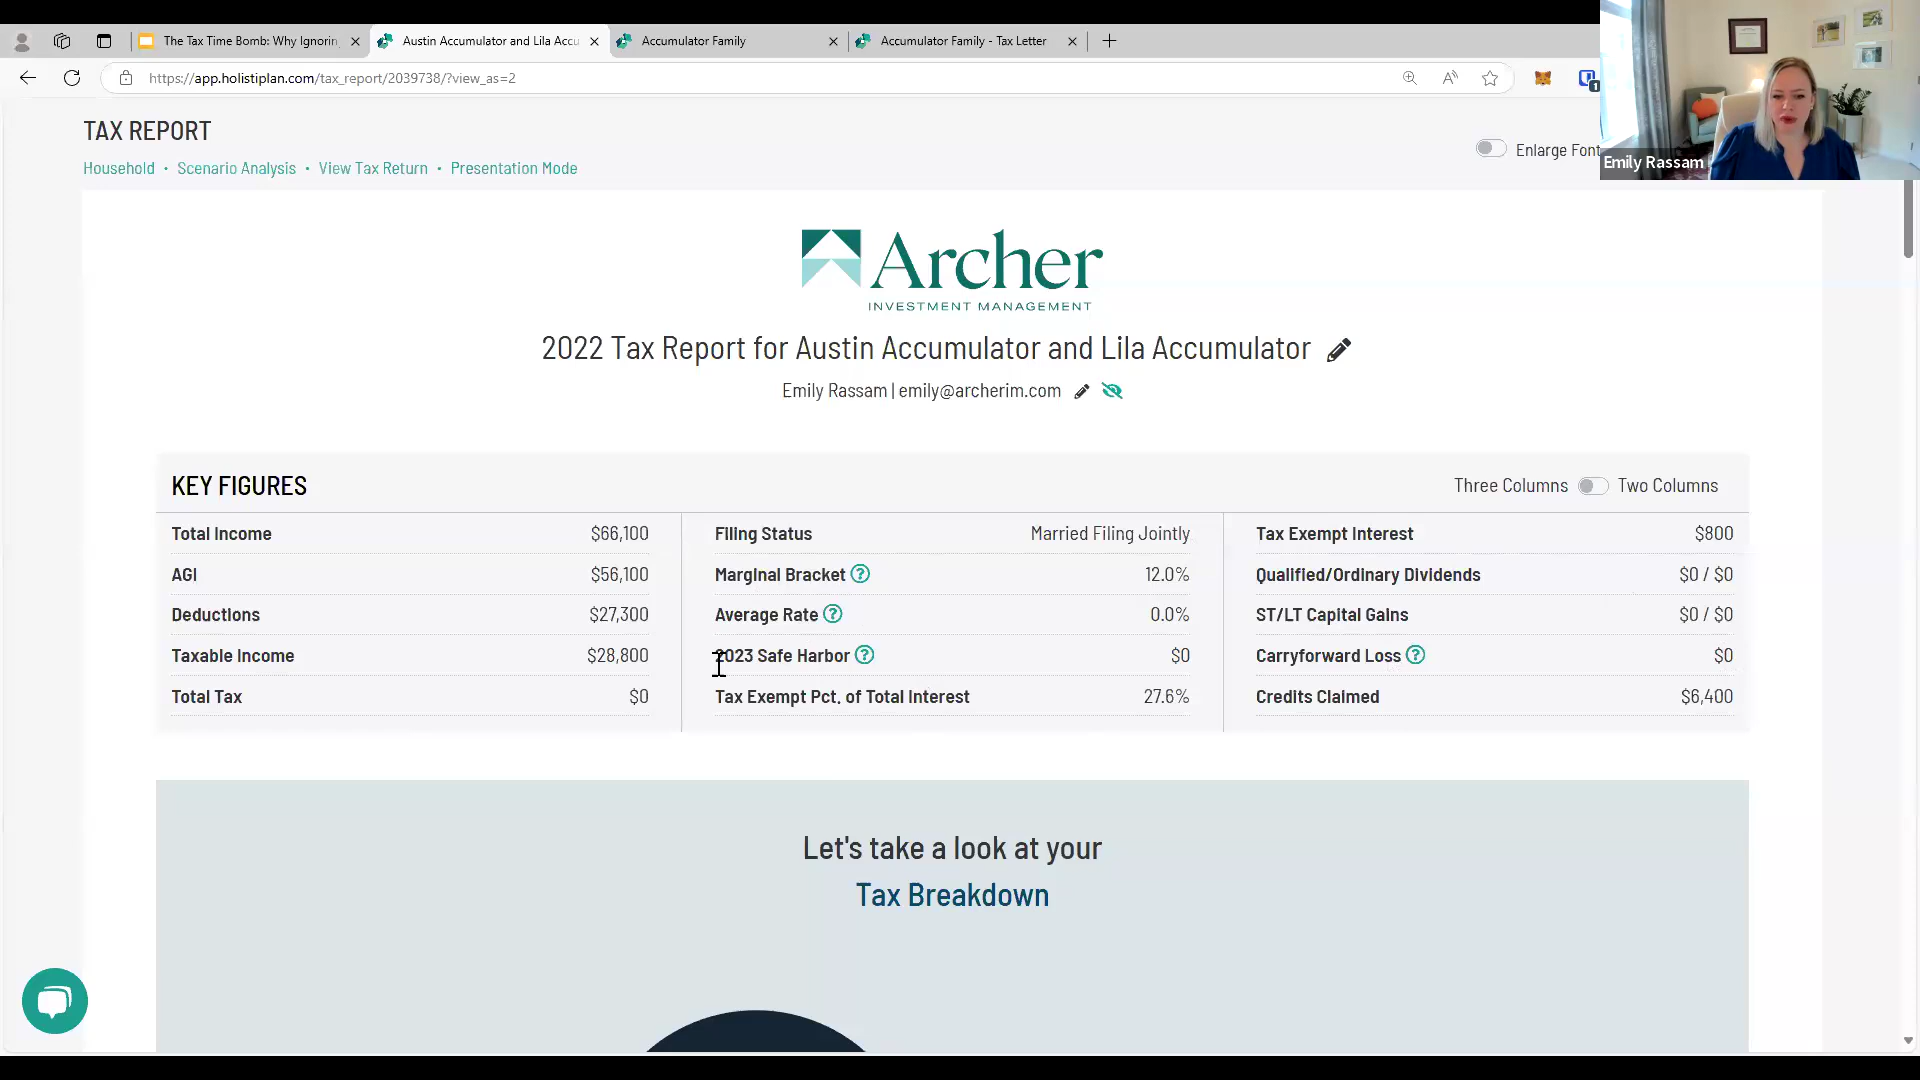 The Tax Time Bomb: Why Ignorin
Austin Accumulator and Lila Accu
Accumulator Family
Accumulator Family - Tax Letter
https://app.holistiplan.com/tax_report/2039738/?view_as=2
1
Emily Rassam
TAX REPORT
Household • Scenario Analysis • View Tax Return • Presentation Mode
Enlarge Font
Archer
INVESTMENT MANAGEMENT
2022 Tax Report for Austin Accumulator and Lila Accumulator
Emily Rassam | emily@archerim.com
KEY FIGURES
Three Columns Two Columns
Total Income $66,100
AGI $56,100
Deductions $27,300
Taxable Income $28,800
Total Tax $0
Filing Status Married Filing Jointly
Marginal Bracket ? 12.0%
Average Rate ? 0.0%
2023 Safe Harbor ? $0
Tax Exempt Pct. of Total Interest 27.6%
Tax Exempt Interest $800
Qualified/Ordinary Dividends $0 / $0
ST/LT Capital Gains $0 / $0
Carryforward Loss ? $0
Credits Claimed $6,400
Let's take a look at your
Tax Breakdown